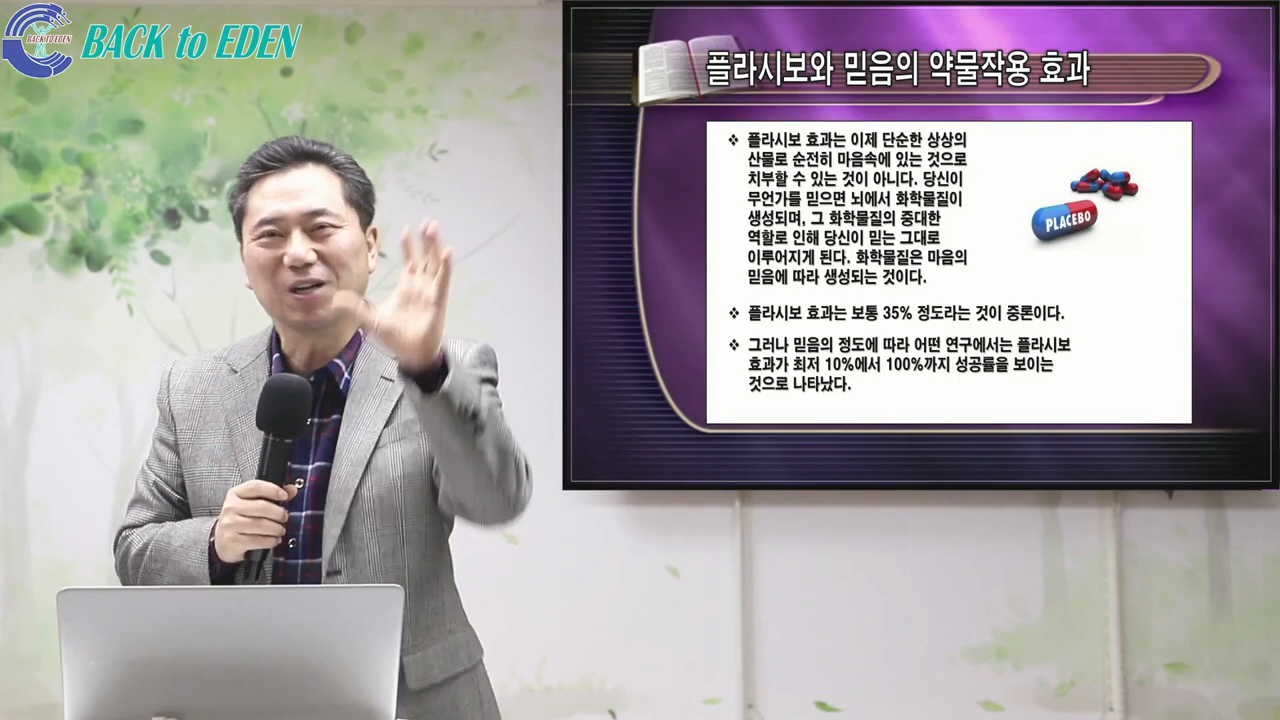 BACK TO EDEN
BACK to EDEN
플라시보와 믿음의 약물작용 효과
❖ 플라시보 효과는 이제 단순한 상상의
산물로 순전히 마음속에 있는 것으로
치부할 수 있는 것이 아니다. 당신이
무언가를 믿으면 뇌에서 화학물질이
생성되며, 그 화학물질의 중대한
역할로 인해 당신이 믿는 그대로
이루어지게 된다. 화학물질은 마음의
믿음에 따라 생성되는 것이다.
PLACEBO
❖ 플라시보 효과는 보통 35% 정도라는 것이 중론이다.
❖ 그러나 믿음의 정도에 따라 어떤 연구에서는 플라시보
효과가 최저 10%에서 100%까지 성공률을 보이는
것으로 나타났다.